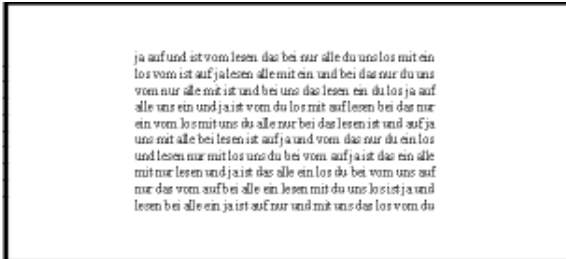 ja auf und ist vom lesen das bei nur alle du uns los mit ein
los vom ist auf ja lesen alle mit ein und bei das nur du uns
vom nur alle mit ist und bei uns das lesen ein du los ja auf
alle uns ein und ja ist vom du los mit auf lesen bei das nur
ein vom los mit uns du alle nur bei das lesen ist und auf ja
uns mit alle bei lesen ist auf ja und vom das nur du ein los
und lesen nur mit los uns du bei vom auf ja ist das ein alle
mit nur lesen und ja ist das alle ein los du bei vom uns auf
nur das vom auf bei alle ein lesen mit du uns los ist ja und
lesen bei alle ein ja ist auf nur und mit uns das los vom du